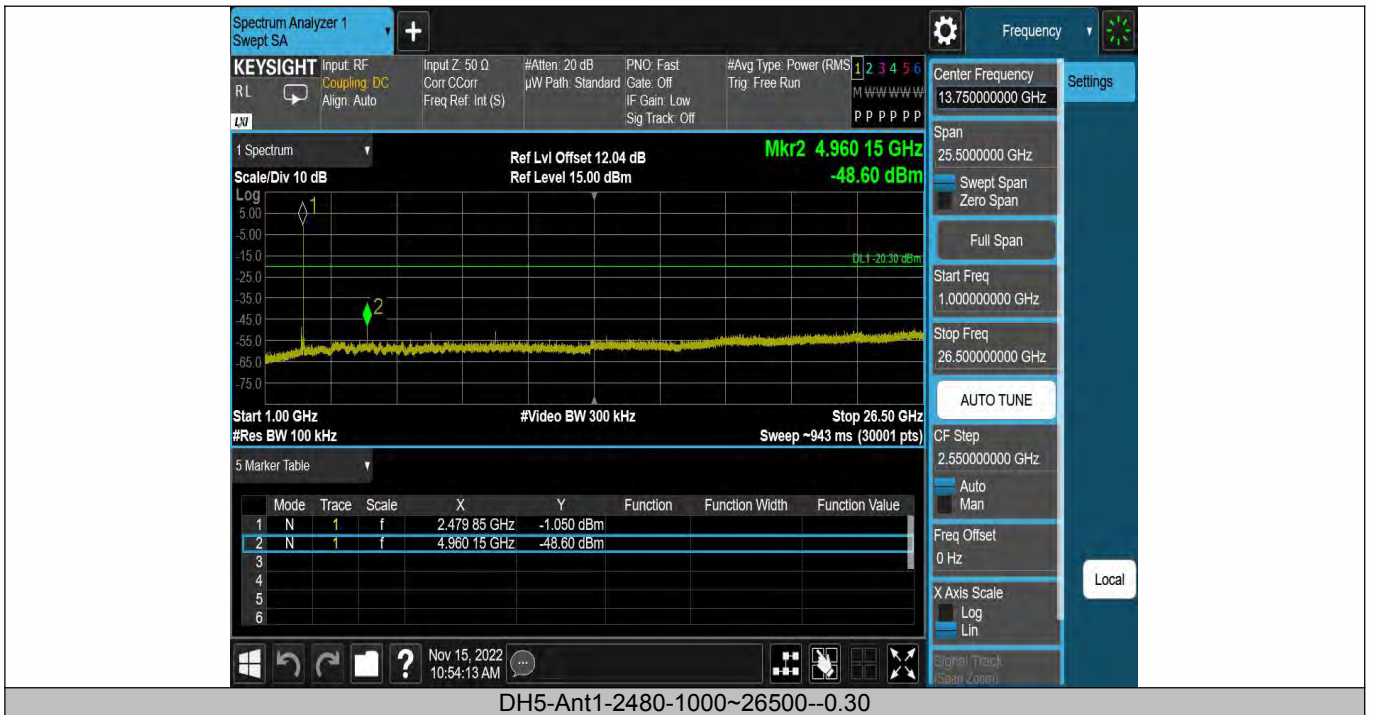 Spectrum Analyzer 1
Swept SA
+
Frequency
KEYSIGHT Input: RF Input Z: 50 Ω #Atten: 20 dB PNO: Fast #Avg Type: Power (RMS 1 2 3 4 5 6
R L Coupling: DC Corr CCorr µW Path: Standard Gate: Off Trig: Free Run M W W W W W
Align: Auto Freq Ref: Int (S) IF Gain: Low
LXI Sig Track: Off P P P P P P
1 Spectrum Ref Lvl Offset 12.04 dB Mkr2 4.960 15 GHz
Scale/Div 10 dB Ref Level 15.00 dBm -48.60 dBm
Log
5.00
-5.00
-15.0
-25.0
-35.0
-45.0
-55.0
-65.0
-75.0
1
2
DL1 -20.30 dBm
Start 1.00 GHz #Video BW 300 kHz Stop 26.50 GHz
#Res BW 100 kHz Sweep ~943 ms (30001 pts)
5 Marker Table
Mode Trace Scale X Y Function Function Width Function Value
1 N 1 f 2.479 85 GHz -1.050 dBm
2 N 1 f 4.960 15 GHz -48.60 dBm
3
4
5
6
?
Nov 15, 2022
10:54:13 AM
Center Frequency
13.750000000 GHz
Settings
Span
25.5000000 GHz
Swept Span
Zero Span
Full Span
Start Freq
1.000000000 GHz
Stop Freq
26.500000000 GHz
AUTO TUNE
CF Step
2.550000000 GHz
Auto
Man
Freq Offset
0 Hz
X Axis Scale
Log
Lin
Signal Track
(Span Zoom)
Local
DH5-Ant1-2480-1000~26500--0.30